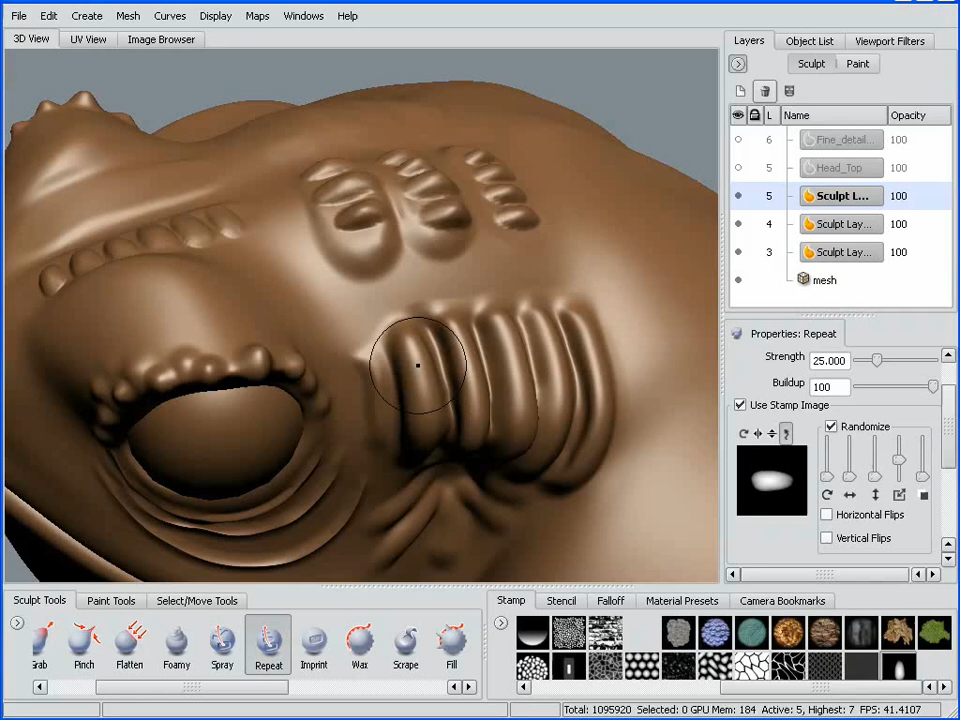 File Edit Create Mesh Curves Display Maps Windows Help
3D View UV View Image Browser
Layers Object List Viewport Filters
Sculpt Paint
L Name Opacity
6 Fine_detail... 100
5 Head_Top 100
5 Sculpt L... 100
4 Sculpt Lay... 100
3 Sculpt Lay... 100
mesh
Properties: Repeat
Strength 25.000
Buildup 100
Use Stamp Image
Randomize
Horizontal Flips
Vertical Flips
Sculpt Tools Paint Tools Select/Move Tools
Stamp Stencil Falloff Material Presets Camera Bookmarks
Grab Pinch Flatten Foamy Spray Repeat Imprint Wax Scrape Fill
Total: 1095920 Selected: 0 GPU Mem: 184 Active: 5, Highest: 7 FPS: 41.4107